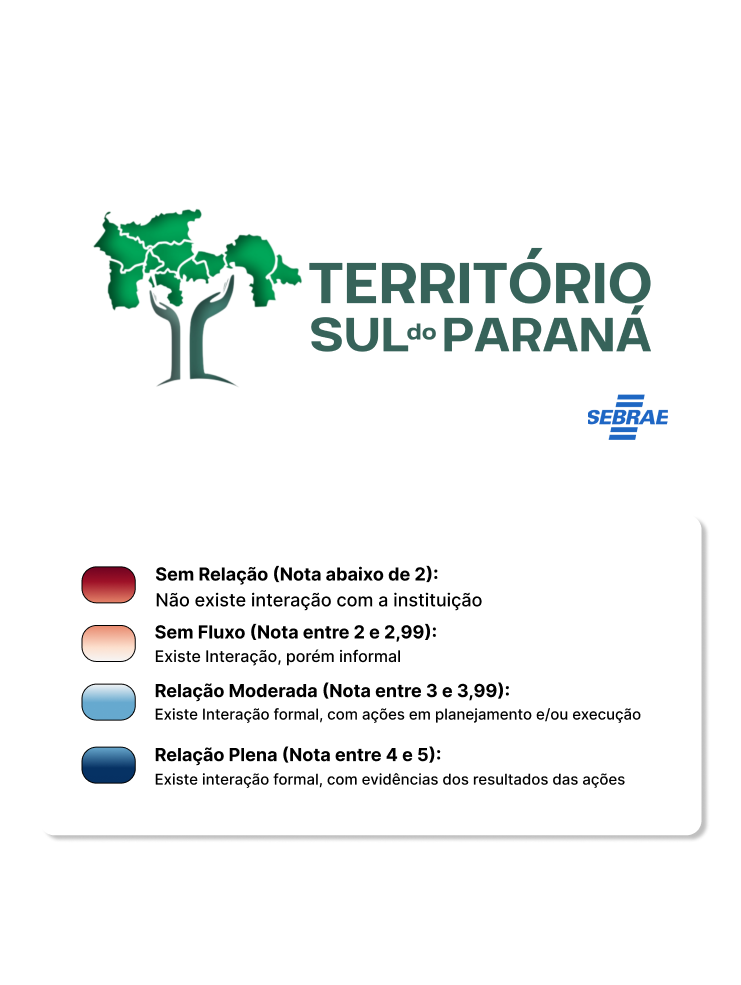 TERRITÓRIO
SUL do PARANÁ
SEBRAE
Sem Relação (Nota abaixo de 2):
Não existe interação com a instituição
Sem Fluxo (Nota entre 2 e 2,99):
Existe Interação, porém informal
Relação Moderada (Nota entre 3 e 3,99):
Existe Interação formal, com ações em planejamento e/ou execução
Relação Plena (Nota entre 4 e 5):
Existe interação formal, com evidências dos resultados das ações